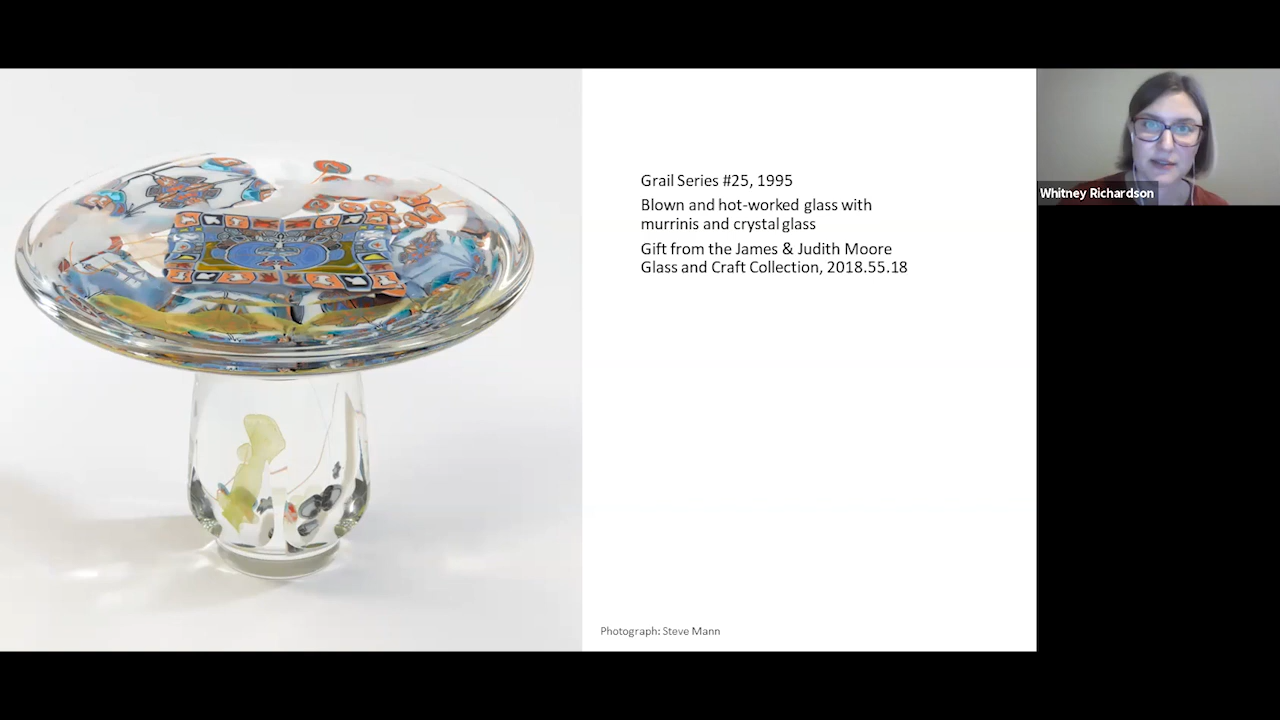 Grail Series #25, 1995
Blown and hot-worked glass with
murrinis and crystal glass
Gift from the James & Judith Moore
Glass and Craft Collection, 2018.55.18
Whitney Richardson
Photograph: Steve Mann